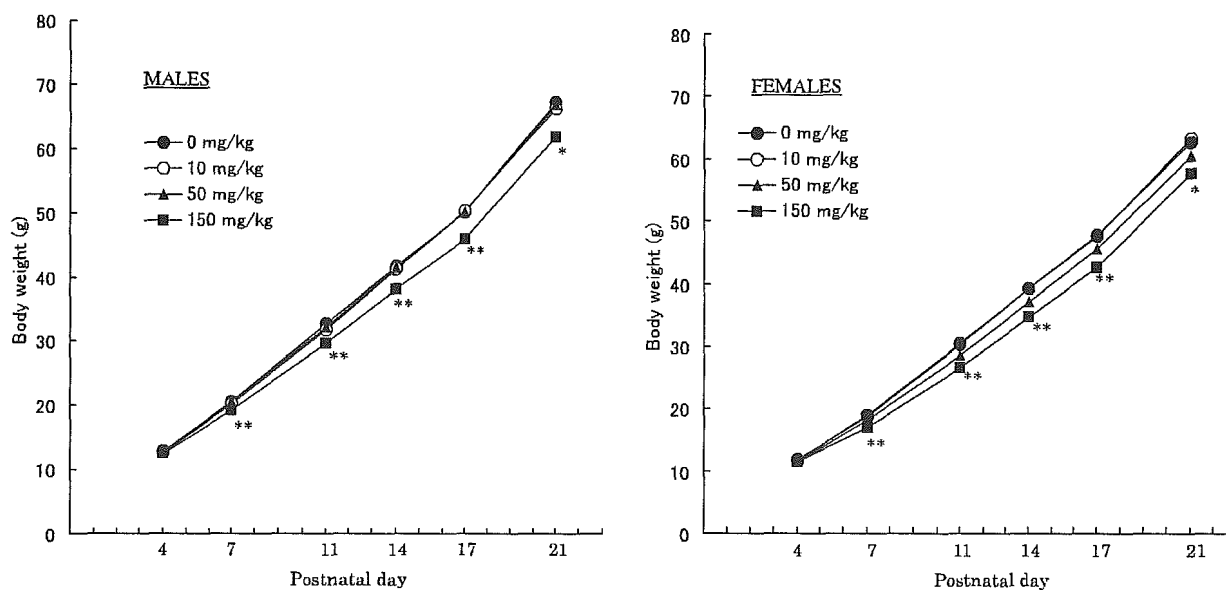 MALES
0 mg/kg
10 mg/kg
50 mg/kg
150 mg/kg
Body weight (g)
80
70
60
50
40
30
20
10
0
*
**
**
**
**
4 7 11 14 17 21
Postnatal day
FEMALES
0 mg/kg
10 mg/kg
50 mg/kg
150 mg/kg
Body weight (g)
80
70
60
50
40
30
20
10
0
*
**
**
**
**
4 7 11 14 17 21
Postnatal day